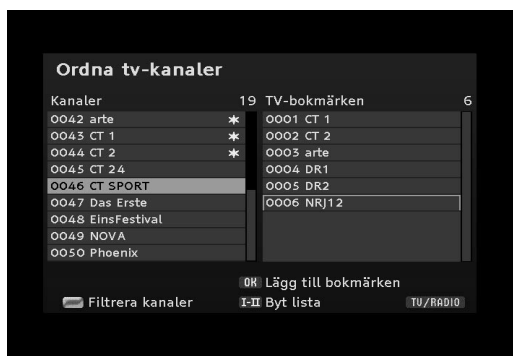 Ordna tv-kanaler
Kanaler 19
0042 arte *
0043 CT 1 *
0044 CT 2 *
0045 CT 24
0046 CT SPORT
0047 Das Erste
0048 EinsFestival
0049 NOVA
0050 Phoenix
TV-bokmärken 6
0001 CT 1
0002 CT 2
0003 arte
0004 DR1
0005 DR2
0006 NRJ12
OK Lägg till bokmärken
Filtrera kanaler
I-II Byt lista
TV/RADIO